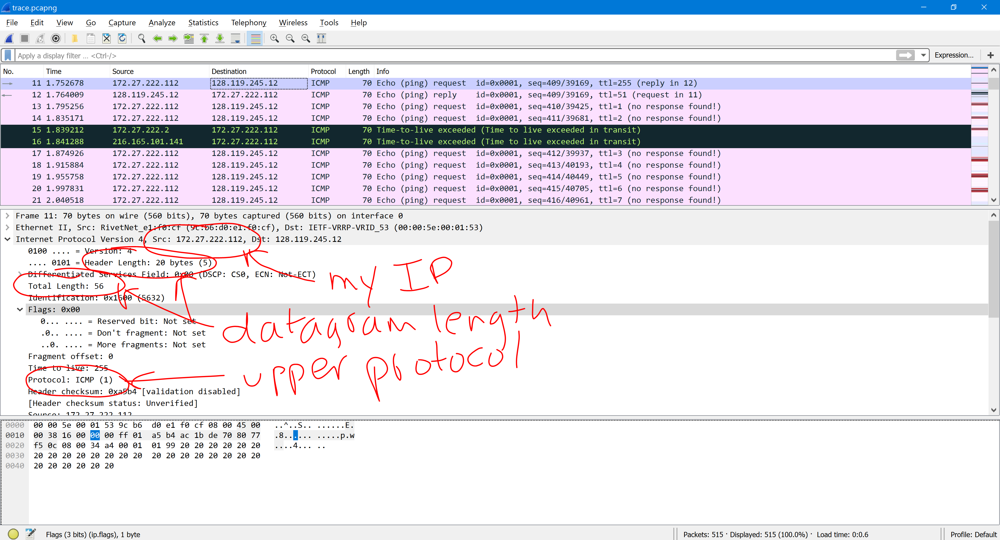 trace.pcapng
File Edit View Go Capture Analyze Statistics Telephony Wireless Tools Help
Apply a display filter ... <Ctrl-/> Expression... +
No. Time Source Destination Protocol Length Info
11 1.752678 172.27.222.112 128.119.245.12 ICMP 70 Echo (ping) request id=0x0001, seq=409/39169, ttl=255 (reply in 12)
12 1.764009 128.119.245.12 172.27.222.112 ICMP 70 Echo (ping) reply id=0x0001, seq=409/39169, ttl=51 (request in 11)
13 1.795256 172.27.222.112 128.119.245.12 ICMP 70 Echo (ping) request id=0x0001, seq=410/39425, ttl=1 (no response found!)
14 1.835171 172.27.222.112 128.119.245.12 ICMP 70 Echo (ping) request id=0x0001, seq=411/39681, ttl=2 (no response found!)
15 1.839212 172.27.222.2 172.27.222.112 ICMP 70 Time-to-live exceeded (Time to live exceeded in transit)
16 1.841288 216.165.101.141 172.27.222.112 ICMP 70 Time-to-live exceeded (Time to live exceeded in transit)
17 1.874926 172.27.222.112 128.119.245.12 ICMP 70 Echo (ping) request id=0x0001, seq=412/39937, ttl=3 (no response found!)
18 1.915884 172.27.222.112 128.119.245.12 ICMP 70 Echo (ping) request id=0x0001, seq=413/40193, ttl=4 (no response found!)
19 1.955758 172.27.222.112 128.119.245.12 ICMP 70 Echo (ping) request id=0x0001, seq=414/40449, ttl=5 (no response found!)
20 1.997831 172.27.222.112 128.119.245.12 ICMP 70 Echo (ping) request id=0x0001, seq=415/40705, ttl=6 (no response found!)
21 2.040518 172.27.222.112 128.119.245.12 ICMP 70 Echo (ping) request id=0x0001, seq=416/40961, ttl=7 (no response found!)
Frame 11: 70 bytes on wire (560 bits), 70 bytes captured (560 bits) on interface 0
Ethernet II, Src: RivetNet_e1:f0:cf (9c:b6:d0:e1:f0:cf), Dst: IETF-VRRP-VRID_53 (00:00:5e:00:01:53)
Internet Protocol Version 4, Src: 172.27.222.112, Dst: 128.119.245.12
0100 .... = Version: 4
.... 0101 = Header Length: 20 bytes (5)
Differentiated Services Field: 0x00 (DSCP: CS0, ECN: Not-ECT)
my IP
Total Length: 56
Identification: 0x1600 (5632)
Flags: 0x00
0... .... = Reserved bit: Not set
datagram length
.0.. .... = Don't fragment: Not set
..0. .... = More fragments: Not set
Fragment offset: 0
Time to live: 255
upper protocol
Protocol: ICMP (1)
Header checksum: 0xa5b4 [validation disabled]
[Header checksum status: Unverified]
Source: 172.27.222.112
0000 00 00 5e 00 01 53 9c b6 d0 e1 f0 cf 08 00 45 00 ..^..S.. ......E.
0010 00 38 16 00 00 00 ff 01 a5 b4 ac 1b de 70 80 77 .8...... .....p.w
0020 f5 0c 08 00 34 a4 00 01 01 99 20 20 20 20 20 20 ....4... ..
0030 20 20 20 20 20 20 20 20 20 20 20 20 20 20 20 20
0040 20 20 20 20 20 20
Flags (3 bits) (ip.flags), 1 byte Packets: 515 · Displayed: 515 (100.0%) · Load time: 0:0.6 Profile: Default